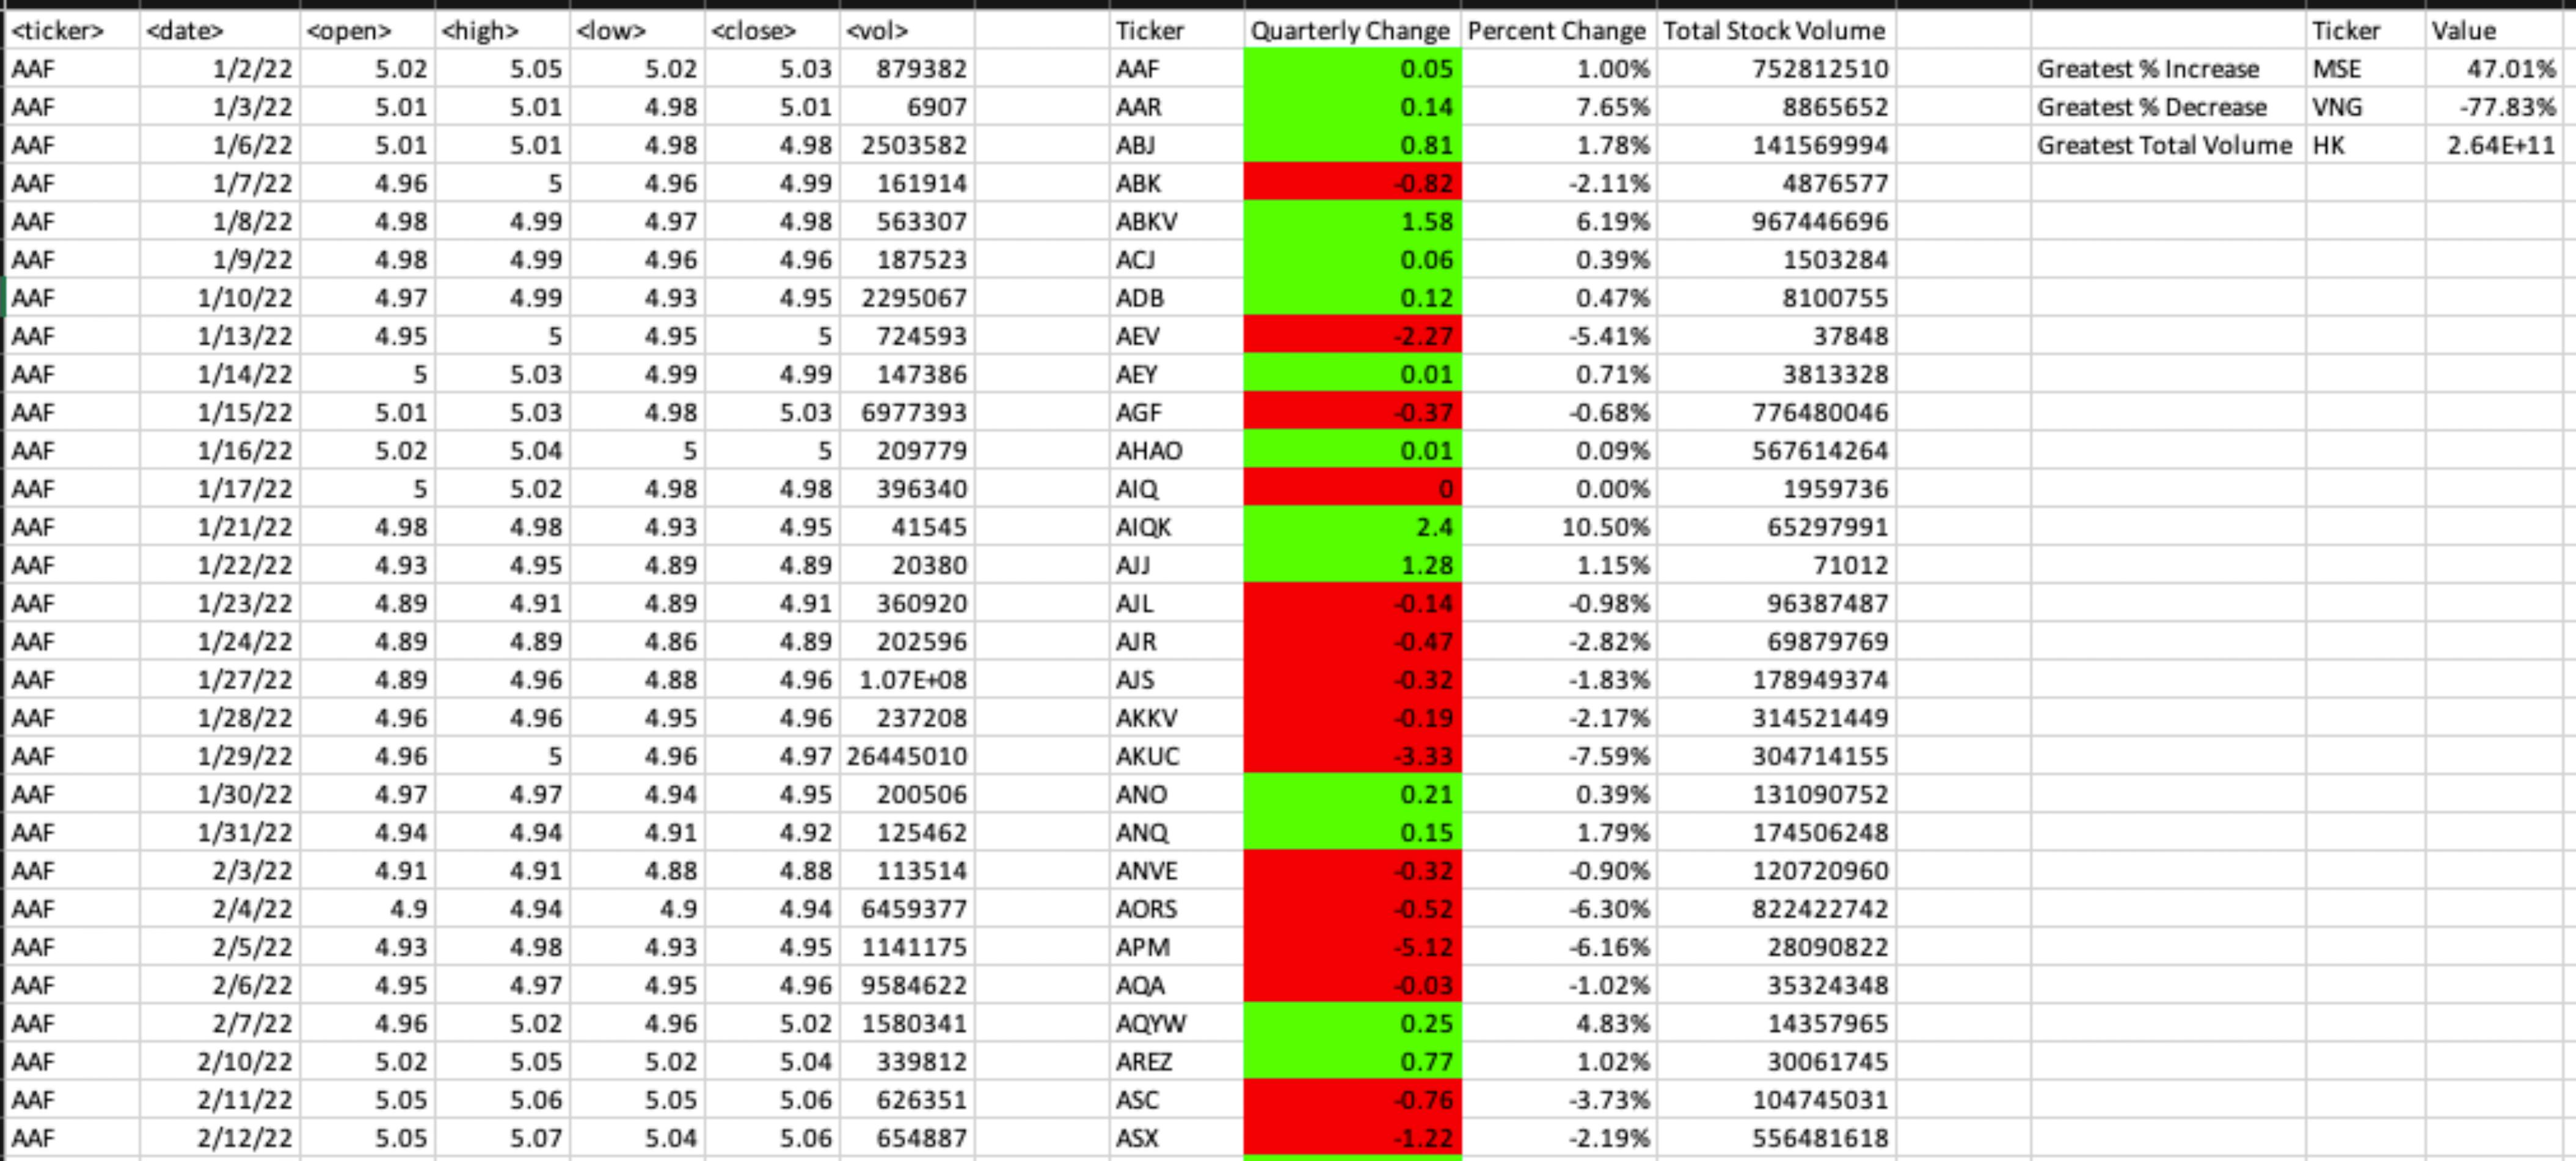 <ticker> <date> <open> <high> <low> <close> <vol> Ticker Quarterly Change Percent Change Total Stock Volume Ticker Value
AAF 1/2/22 5.02 5.05 5.02 5.03 879382 AAF 0.05 1.00% 752812510 Greatest % Increase MSE 47.01%
AAF 1/3/22 5.01 5.01 4.98 5.01 6907 AAR 0.14 7.65% 8865652 Greatest % Decrease VNG -77.83%
AAF 1/6/22 5.01 5.01 4.98 4.98 2503582 ABJ 0.81 1.78% 141569994 Greatest Total Volume HK 2.64E+11
AAF 1/7/22 4.96 5 4.96 4.99 161914 ABK -0.82 -2.11% 4876577
AAF 1/8/22 4.98 4.99 4.97 4.98 563307 ABKV 1.58 6.19% 967446696
AAF 1/9/22 4.98 4.99 4.96 4.96 187523 ACJ 0.06 0.39% 1503284
AAF 1/10/22 4.97 4.99 4.93 4.95 2295067 ADB 0.12 0.47% 8100755
AAF 1/13/22 4.95 5 4.95 5 724593 AEV -2.27 -5.41% 37848
AAF 1/14/22 5 5.03 4.99 4.99 147386 AEY 0.01 0.71% 3813328
AAF 1/15/22 5.01 5.03 4.98 5.03 6977393 AGF -0.37 -0.68% 776480046
AAF 1/16/22 5.02 5.04 5 5 209779 AHAO 0.01 0.09% 567614264
AAF 1/17/22 5 5.02 4.98 4.98 396340 AIQ 0 0.00% 1959736
AAF 1/21/22 4.98 4.98 4.93 4.95 41545 AIQK 2.4 10.50% 65297991
AAF 1/22/22 4.93 4.95 4.89 4.89 20380 AJJ 1.28 1.15% 71012
AAF 1/23/22 4.89 4.91 4.89 4.91 360920 AJL -0.14 -0.98% 96387487
AAF 1/24/22 4.89 4.89 4.86 4.89 202596 AJR -0.47 -2.82% 69879769
AAF 1/27/22 4.89 4.96 4.88 4.96 1.07E+08 AJS -0.32 -1.83% 178949374
AAF 1/28/22 4.96 4.96 4.95 4.96 237208 AKKV -0.19 -2.17% 314521449
AAF 1/29/22 4.96 5 4.96 4.97 26445010 AKUC -3.33 -7.59% 304714155
AAF 1/30/22 4.97 4.97 4.94 4.95 200506 ANO 0.21 0.39% 131090752
AAF 1/31/22 4.94 4.94 4.91 4.92 125462 ANQ 0.15 1.79% 174506248
AAF 2/3/22 4.91 4.91 4.88 4.88 113514 ANVE -0.32 -0.90% 120720960
AAF 2/4/22 4.9 4.94 4.9 4.94 6459377 AORS -0.52 -6.30% 822422742
AAF 2/5/22 4.93 4.98 4.93 4.95 1141175 APM -5.12 -6.16% 28090822
AAF 2/6/22 4.95 4.97 4.95 4.96 9584622 AQA -0.03 -1.02% 35324348
AAF 2/7/22 4.96 5.02 4.96 5.02 1580341 AQYW 0.25 4.83% 14357965
AAF 2/10/22 5.02 5.05 5.02 5.04 339812 AREZ 0.77 1.02% 30061745
AAF 2/11/22 5.05 5.06 5.05 5.06 626351 ASC -0.76 -3.73% 104745031
AAF 2/12/22 5.05 5.07 5.04 5.06 654887 ASX -1.22 -2.19% 556481618